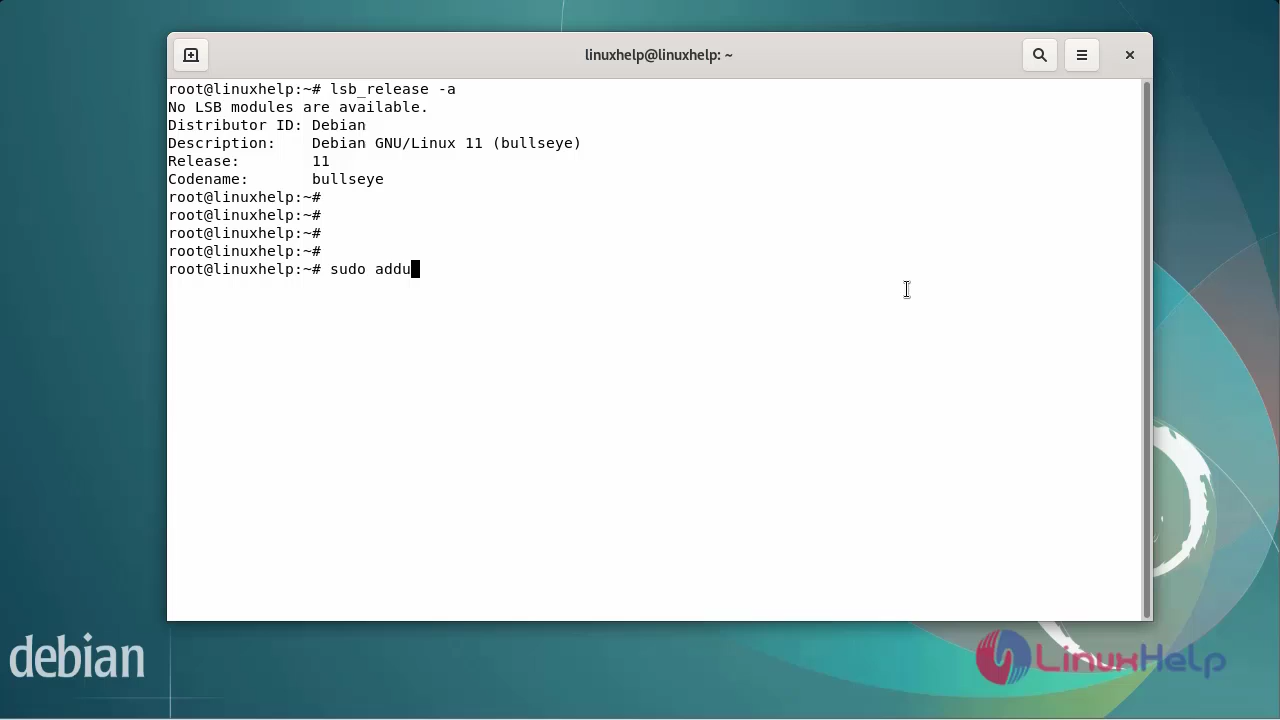 linuxhelp@linuxhelp: ~
root@linuxhelp:~# lsb_release -a
No LSB modules are available.
Distributor ID: Debian
Description:    Debian GNU/Linux 11 (bullseye)
Release:        11
Codename:       bullseye
root@linuxhelp:~#
root@linuxhelp:~#
root@linuxhelp:~#
root@linuxhelp:~#
root@linuxhelp:~# sudo addu
debian
LinuxHelp